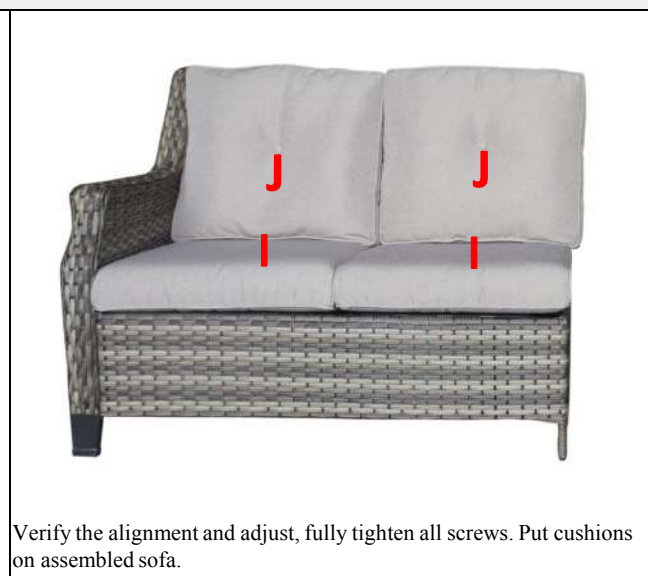 J J
I I
Verify the alignment and adjust, fully tighten all screws. Put cushions
on assembled sofa.